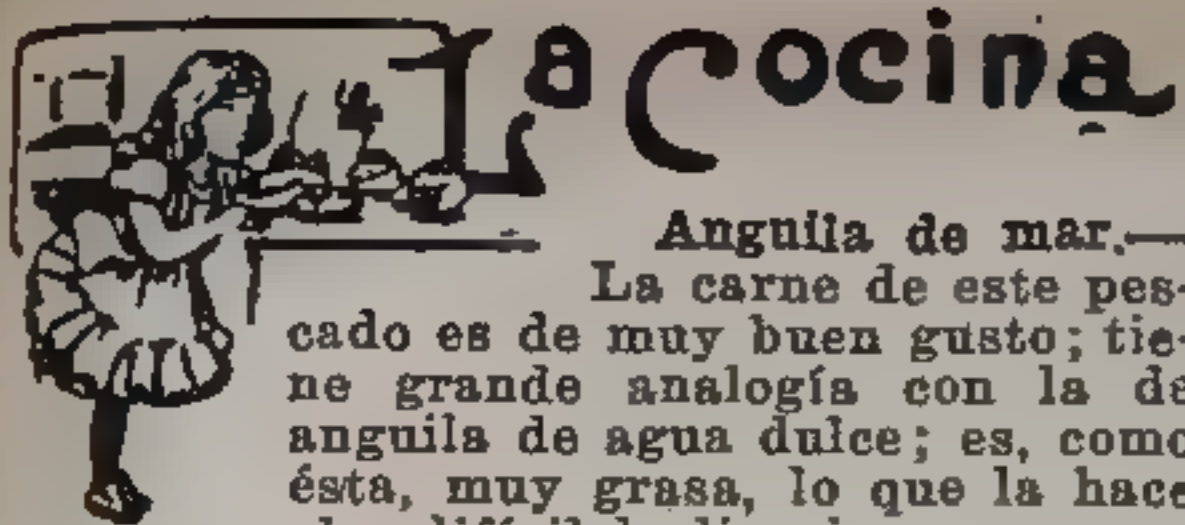 La Cocina
Anguila de mar.—
La carne de este pes-
cado es de muy buen gusto; tie-
ne grande analogía con la de
anguila de agua dulce; es, como
ésta, muy grasa, lo que la hace